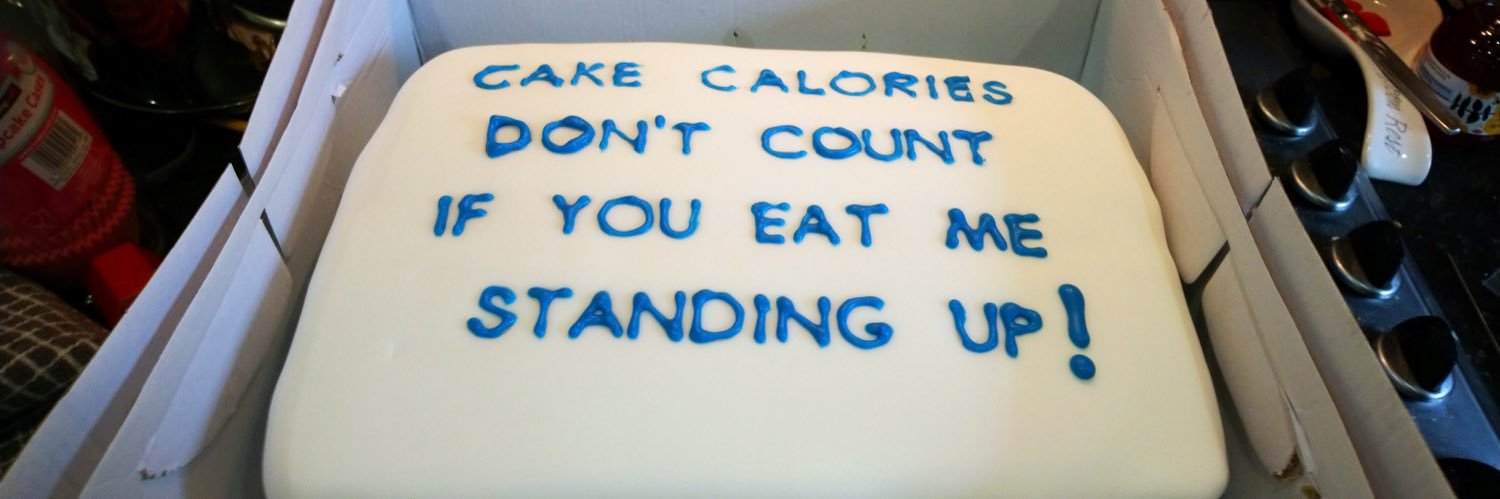 CAKE CALORIES
DON'T COUNT
IF YOU EAT ME
STANDING UP!